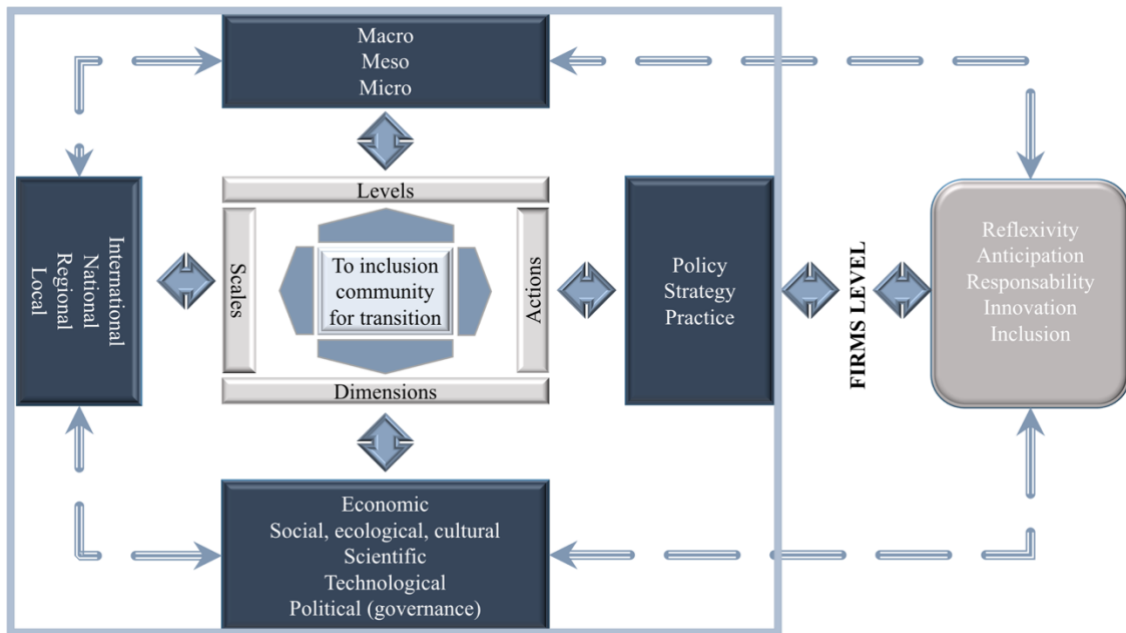 Macro
Meso
Micro
Levels
International
National
Regional
Local
Scales
To inclusion
community
for transition
Actions
Policy
Strategy
Practice
FIRMS LEVEL
Reflexivity
Anticipation
Responsability
Innovation
Inclusion
Dimensions
Economic
Social, ecological, cultural
Scientific
Technological
Political (governance)